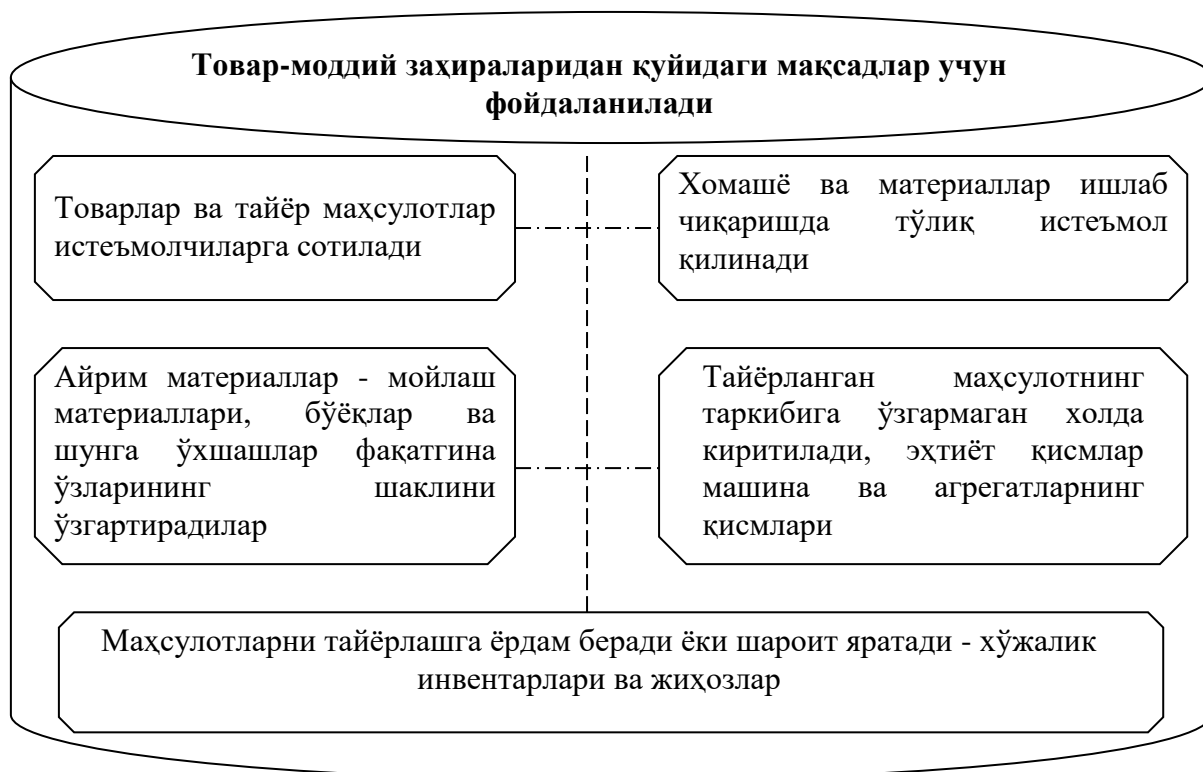 Товар-моддий заҳираларидан қуйидаги мақсадлар учун
фойдаланилади
Товарлар ва тайёр маҳсулотлар
истеъмолчиларга сотилади
Хомашё ва материаллар ишлаб
чиқаришда тўлиқ истеъмол
қилинади
Айрим материаллар - мойлаш
материаллари, бўёқлар ва
шунга ўхшашлар фақатгина
ўзларининг шаклини
ўзгартирадилар
Тайёрланган маҳсулотнинг
таркибига ўзгармаган холда
киритилади, эҳтиёт қисмлар
машина ва агрегатларнинг
қисмлари
Маҳсулотларни тайёрлашга ёрдам беради ёки шароит яратади - хўжалик
инвентарлари ва жиҳозлар